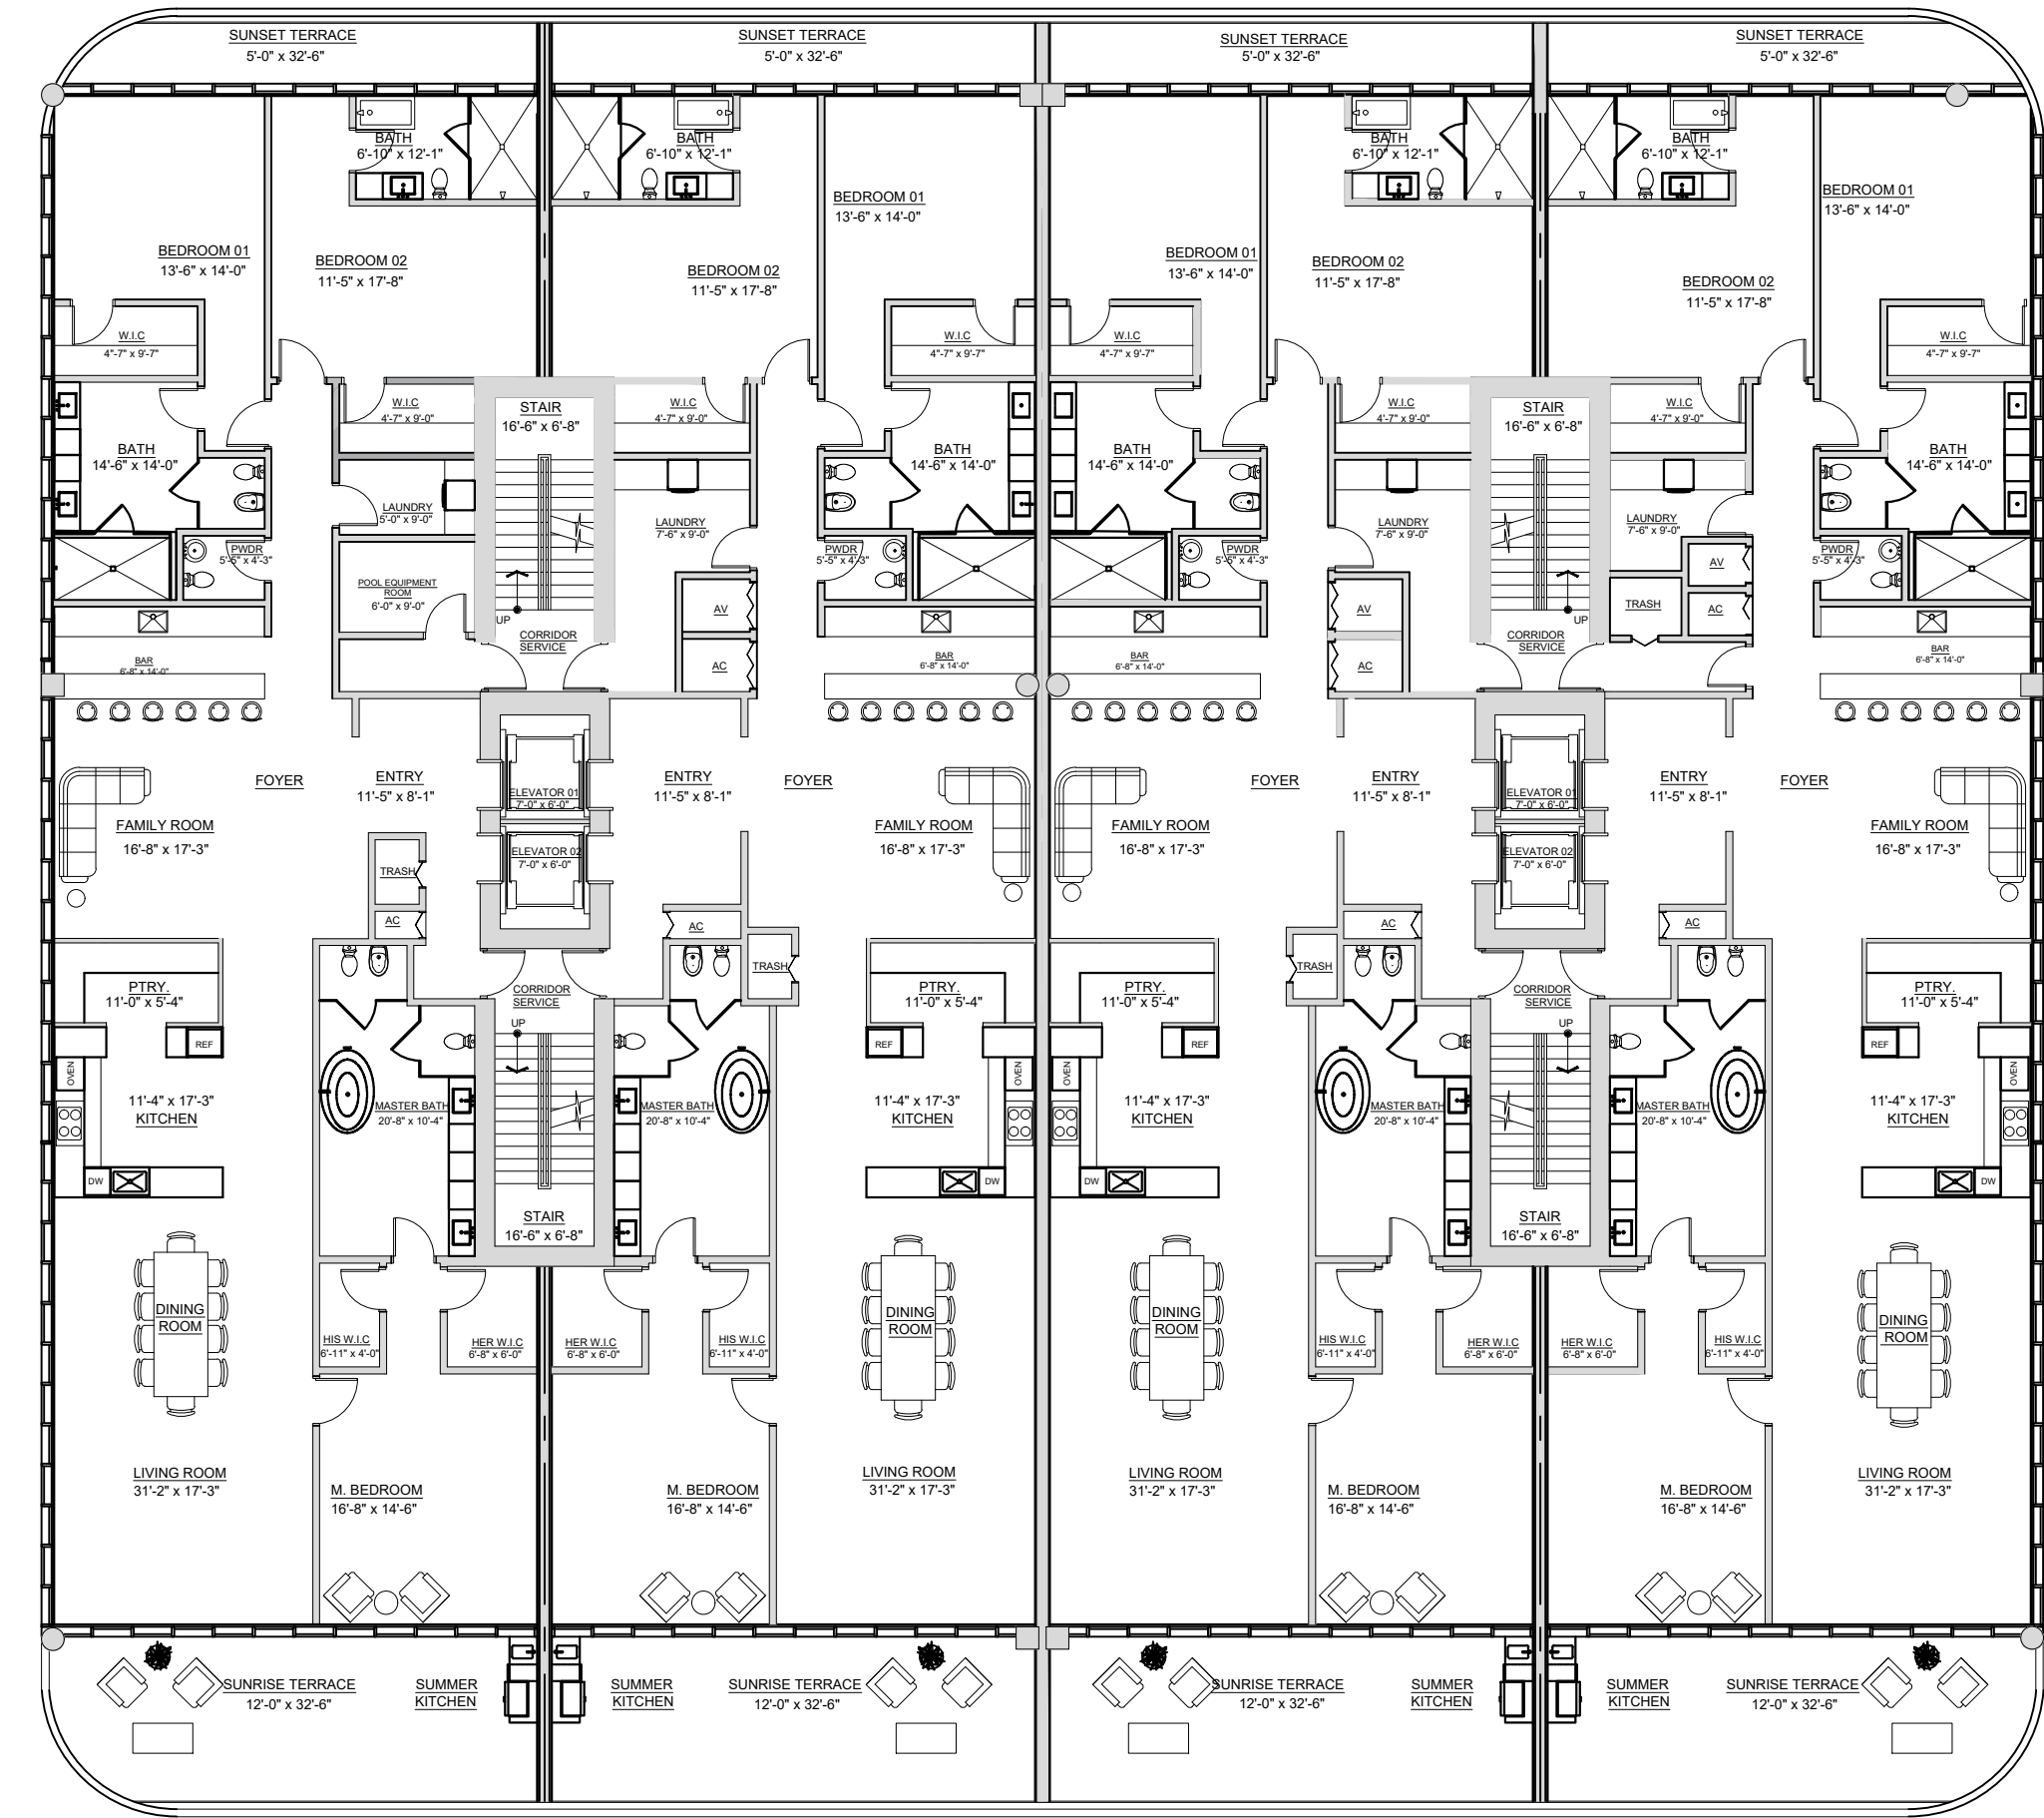 SUNSET TERRACE
5'-0" x 32'-6"
SUNSET TERRACE
5'-0" x 32'-6"
SUNSET TERRACE
5'-0" x 32'-6"
SUNSET TERRACE
5'-0" x 32'-6"
BATH
6'-10" x 12'-1"
BATH
6'-10" x 12'-1"
BATH
6'-10" x 12'-1"
BATH
6'-10" x 12'-1"
BEDROOM 01
13'-6" x 14'-0"
BEDROOM 02
11'-5" x 17'-8"
BEDROOM 02
11'-5" x 17'-8"
BEDROOM 01
13'-6" x 14'-0"
BEDROOM 01
13'-6" x 14'-0"
BEDROOM 02
11'-5" x 17'-8"
BEDROOM 02
11'-5" x 17'-8"
BEDROOM 01
13'-6" x 14'-0"
W.I.C
4"-7" x 9'-7"
W.I.C
4"-7" x 9'-7"
W.I.C
4"-7" x 9'-7"
W.I.C
4"-7" x 9'-7"
W.I.C
4'-7" x 9'-0"
STAIR
16'-6" x 6'-8"
W.I.C
4'-7" x 9'-0"
W.I.C
4'-7" x 9'-0"
STAIR
16'-6" x 6'-8"
W.I.C
4'-7" x 9'-0"
BATH
14'-6" x 14'-0"
BATH
14'-6" x 14'-0"
BATH
14'-6" x 14'-0"
BATH
14'-6" x 14'-0"
LAUNDRY
5'-0" x 9'-0"
LAUNDRY
7'-6" x 9'-0"
LAUNDRY
7'-6" x 9'-0"
LAUNDRY
7'-6" x 9'-0"
PWDR
5'-5" x 4'-3"
PWDR
5'-5" x 4'-3"
PWDR
5'-5" x 4'-3"
PWDR
5'-5" x 4'-3"
POOL EQUIPMENT
ROOM
6'-0" x 9'-0"
UP
CORRIDOR
SERVICE
AV
AC
AV
AC
UP
CORRIDOR
SERVICE
TRASH
AV
AC
BAR
6'-8" x 14'-0"
BAR
6'-8" x 14'-0"
BAR
6'-8" x 14'-0"
BAR
6'-8" x 14'-0"
FOYER
ENTRY
11'-5" x 8'-1"
ELEVATOR 01
7'-0" x 6'-0"
ENTRY
11'-5" x 8'-1"
FOYER
FOYER
ENTRY
11'-5" x 8'-1"
ELEVATOR 01
7'-0" x 6'-0"
ENTRY
11'-5" x 8'-1"
FOYER
FAMILY ROOM
16'-8" x 17'-3"
ELEVATOR 02
7'-0" x 6'-0"
FAMILY ROOM
16'-8" x 17'-3"
FAMILY ROOM
16'-8" x 17'-3"
ELEVATOR 02
7'-0" x 6'-0"
FAMILY ROOM
16'-8" x 17'-3"
TRASH
AC
AC
TRASH
TRASH
AC
AC
PTRY.
11'-0" x 5'-4"
CORRIDOR
SERVICE
UP
PTRY.
11'-0" x 5'-4"
PTRY.
11'-0" x 5'-4"
CORRIDOR
SERVICE
UP
PTRY.
11'-0" x 5'-4"
REF
REF
REF
REF
OVEN
OVEN
OVEN
OVEN
11'-4" x 17'-3"
KITCHEN
MASTER BATH
20'-8" x 10'-4"
MASTER BATH
20'-8" x 10'-4"
11'-4" x 17'-3"
KITCHEN
11'-4" x 17'-3"
KITCHEN
MASTER BATH
20'-8" x 10'-4"
MASTER BATH
20'-8" x 10'-4"
11'-4" x 17'-3"
KITCHEN
DW
DW
DW
DW
STAIR
16'-6" x 6'-8"
STAIR
16'-6" x 6'-8"
DINING
ROOM
DINING
ROOM
DINING
ROOM
DINING
ROOM
HIS W.I.C
6'-11" x 4'-0"
HER W.I.C
6'-8" x 6'-0"
HER W.I.C
6'-8" x 6'-0"
HIS W.I.C
6'-11" x 4'-0"
HIS W.I.C
6'-11" x 4'-0"
HER W.I.C
6'-8" x 6'-0"
HER W.I.C
6'-8" x 6'-0"
HIS W.I.C
6'-11" x 4'-0"
LIVING ROOM
31'-2" x 17'-3"
M. BEDROOM
16'-8" x 14'-6"
M. BEDROOM
16'-8" x 14'-6"
LIVING ROOM
31'-2" x 17'-3"
LIVING ROOM
31'-2" x 17'-3"
M. BEDROOM
16'-8" x 14'-6"
M. BEDROOM
16'-8" x 14'-6"
LIVING ROOM
31'-2" x 17'-3"
SUNRISE TERRACE
12'-0" x 32'-6"
SUMMER
KITCHEN
SUMMER
KITCHEN
SUNRISE TERRACE
12'-0" x 32'-6"
SUNRISE TERRACE
12'-0" x 32'-6"
SUMMER
KITCHEN
SUMMER
KITCHEN
SUNRISE TERRACE
12'-0" x 32'-6"